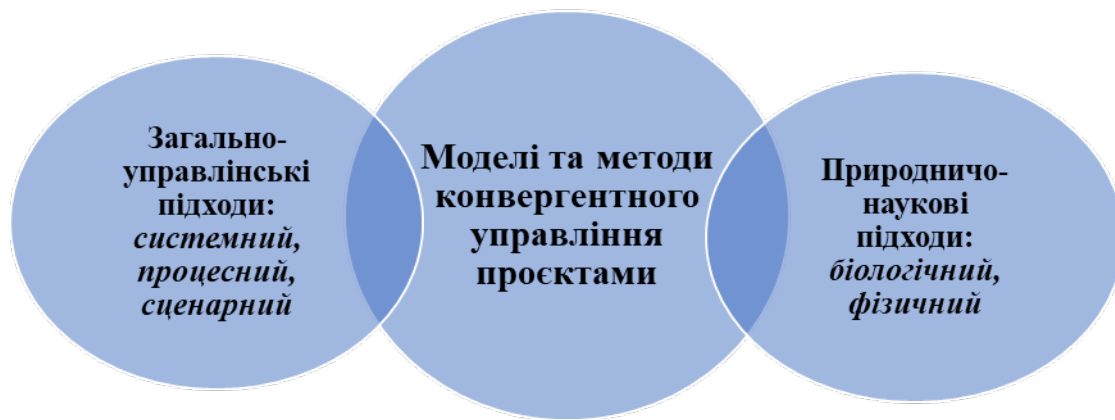 Загально-
управлінські
підходи:
системний,
процесний,
сценарний
Моделі та методи
конвергентного
управління
проєктами
Природничо-
наукові
підходи:
біологічний,
фізичний